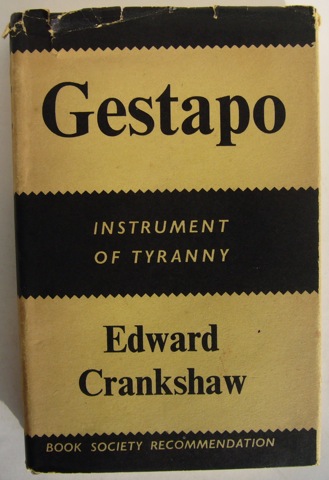 Gestapo
INSTRUMENT
OF TYRANNY
Edward
Crankshaw
BOOK SOCIETY RECOMMENDATION